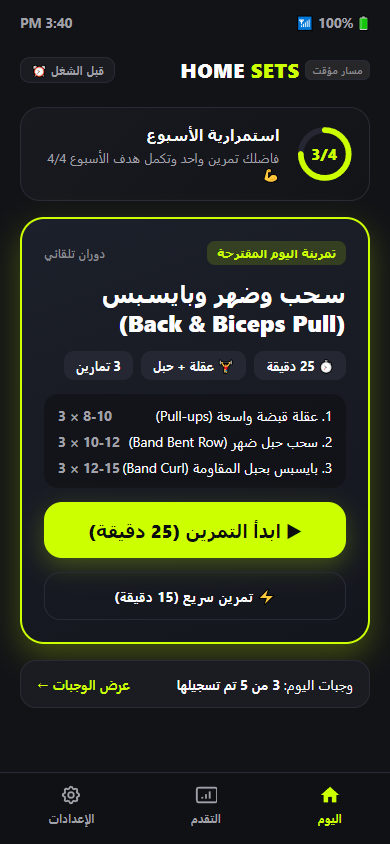 3:40 PM
100%
مسار مؤقت
HOME SETS
قبل الشغل
استمرارية الأسبوع
3/4
فاضلك تمرين واحد وتكمل هدف الأسبوع 4/4
تمرينة اليوم المقترحة
دوران تلقائي
سحب وضهر وبايسبس
(Back & Biceps Pull)
25 دقيقة
عقلة + حبل
3 تمارين
1. عقلة قبضة واسعة (Pull-ups) 3 × 8-10
2. سحب حبل ضهر (Band Bent Row) 3 × 10-12
3. بايسبس بحبل المقاومة (Band Curl) 3 × 12-15
▶ ابدأ التمرين (25 دقيقة)
تمرين سريع (15 دقيقة)
وجبات اليوم: 3 من 5 تم تسجيلها
عرض الوجبات ←
اليوم
التقدم
الإعدادات